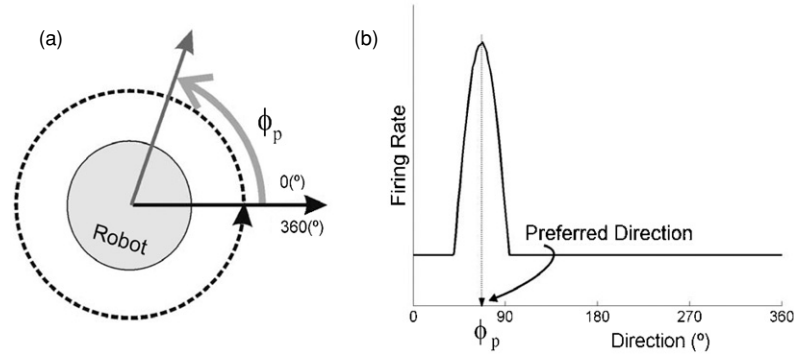 (a)
ϕp
0(º)
360(º)
Robot
(b)
Firing Rate
Preferred Direction
0 90 180 270 360
ϕp
Direction (º)